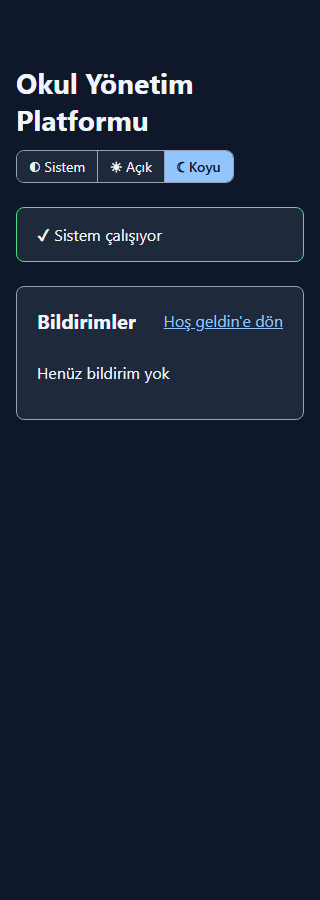 Okul Yönetim
Platformu
◐ Sistem ☀ Açık ☾ Koyu
✓ Sistem çalışıyor
Bildirimler Hoş geldin'e dön
Henüz bildirim yok